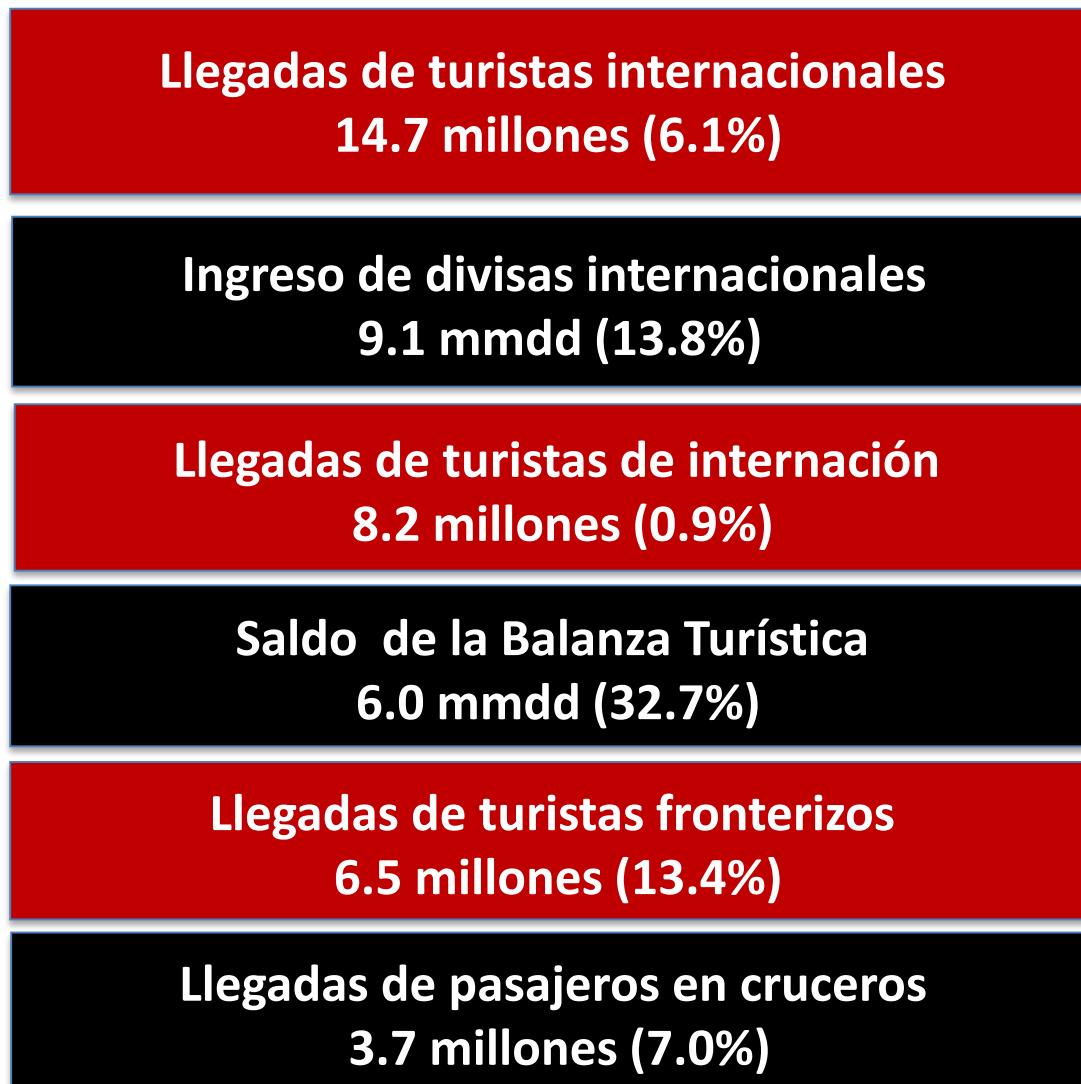 Llegadas de turistas internacionales
14.7 millones (6.1%)
Ingreso de divisas internacionales
9.1 mmdd (13.8%)
Llegadas de turistas de internación
8.2 millones (0.9%)
Saldo  de la Balanza Turística
6.0 mmdd (32.7%)
Llegadas de turistas fronterizos
6.5 millones (13.4%)
Llegadas de pasajeros en cruceros
3.7 millones (7.0%)